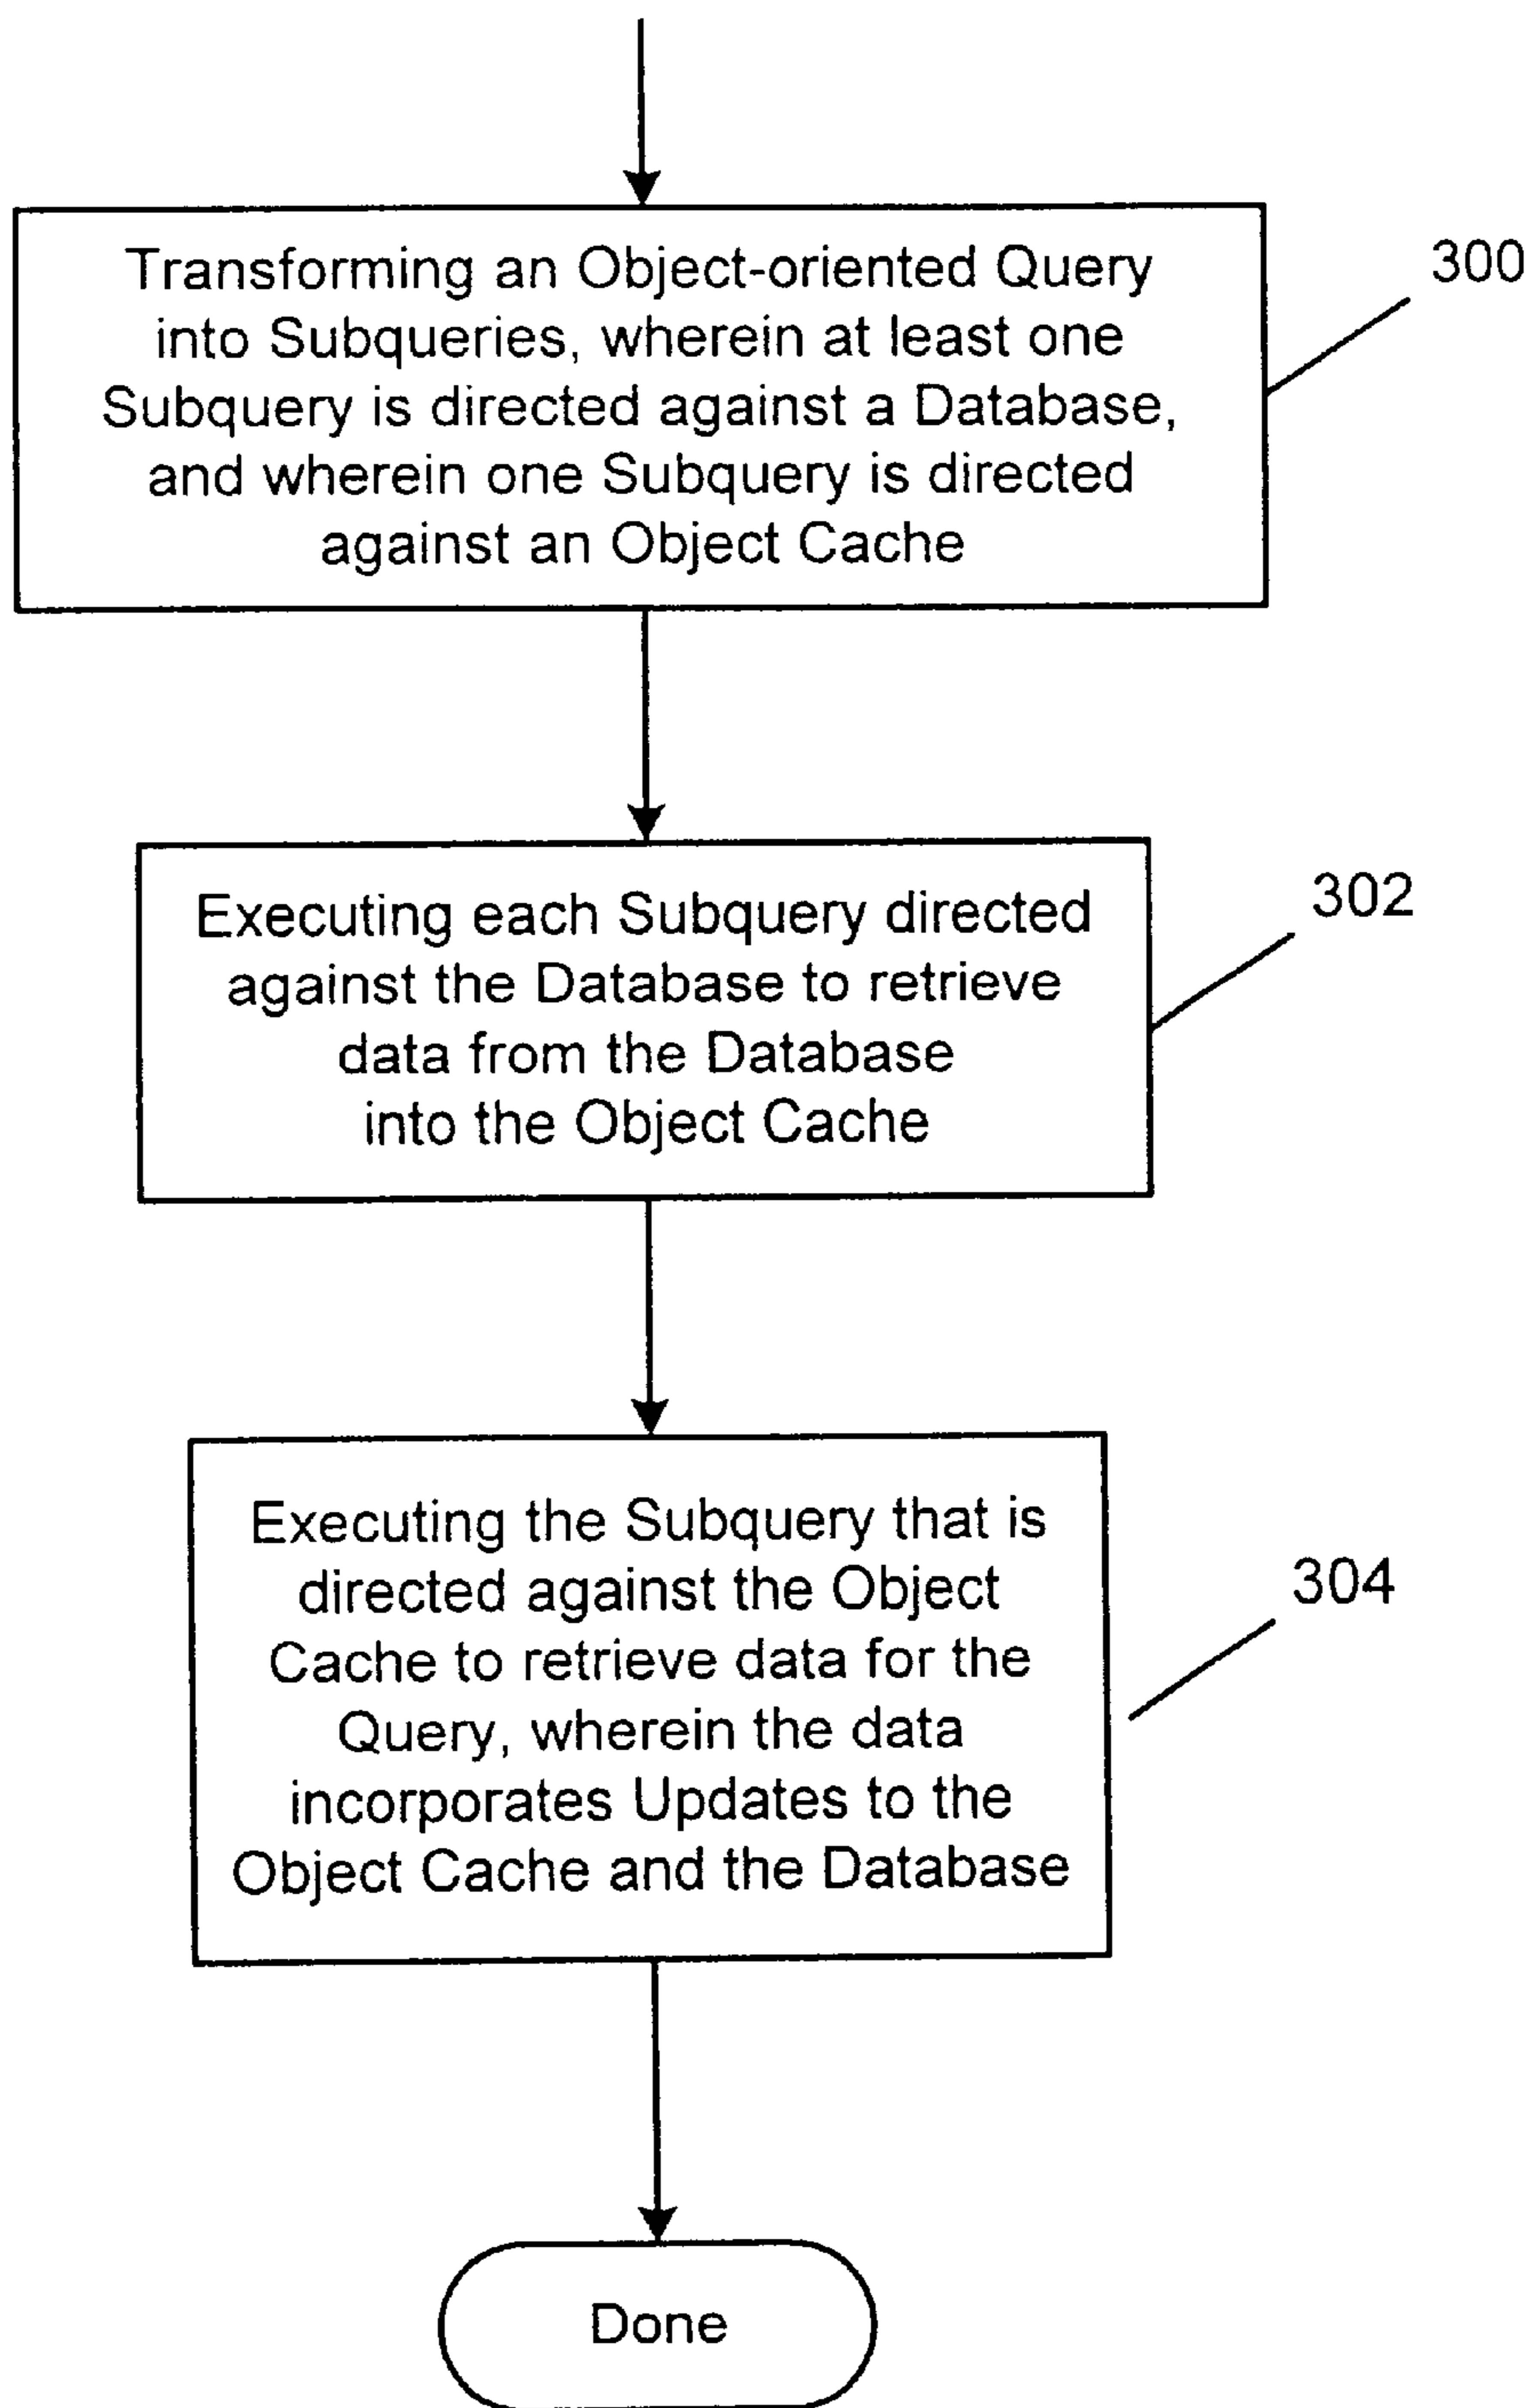 Transforming an Object-oriented Query
into Subqueries, wherein at least one
Subquery is directed against a Database,
and wherein one Subquery is directed
against an Object Cache
300
Executing each Subquery directed
against the Database to retrieve
data from the Database
into the Object Cache
302
Executing the Subquery that is
directed against the Object
Cache to retrieve data for the
Query, wherein the data
incorporates Updates to the
Object Cache and the Database
304
Done